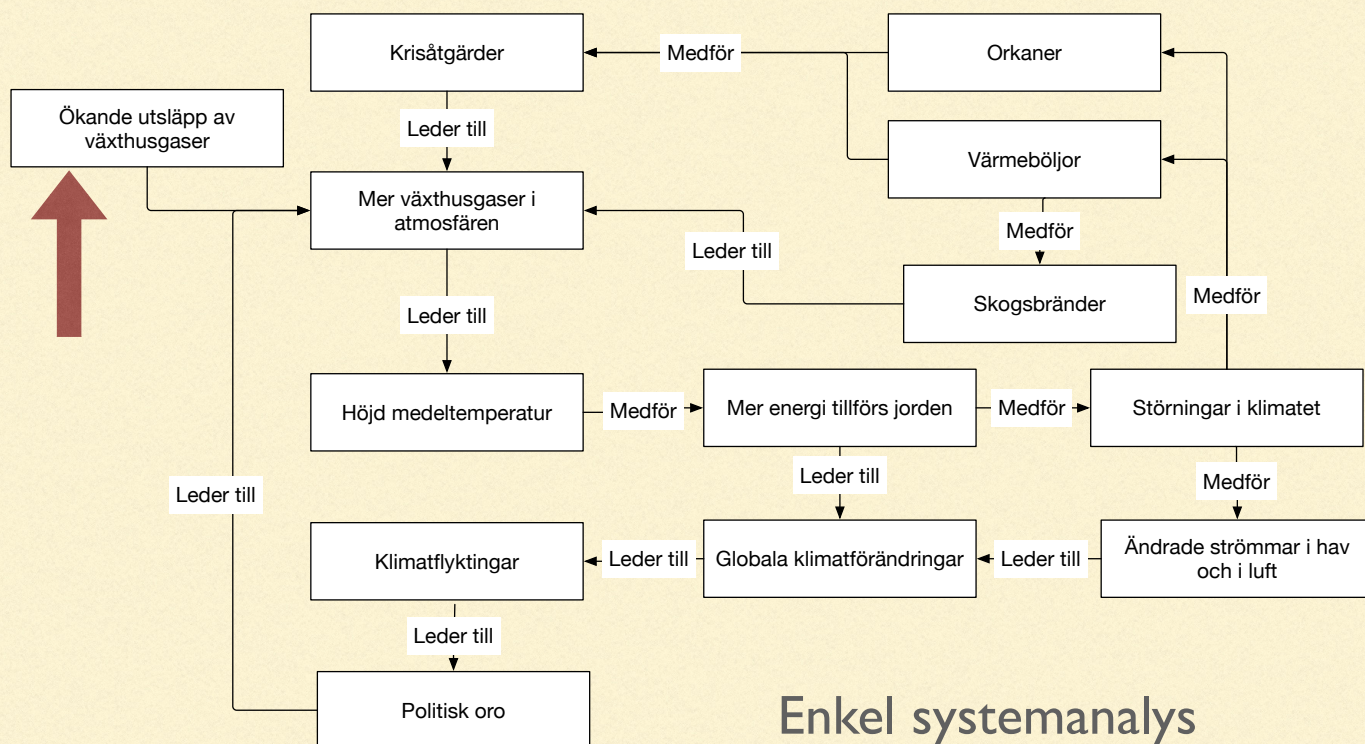 Krisåtgärder
Medför
Orkaner
Ökande utsläpp av
växthusgaser
Leder till
Värmeböljor
Mer växthusgaser i
atmosfären
Medför
Leder till
Skogsbränder
Medför
Leder till
Höjd medeltemperatur
Medför
Mer energi tillförs jorden
Medför
Störningar i klimatet
Leder till
Medför
Leder till
Klimatflyktingar
Leder till
Globala klimatförändringar
Leder till
Ändrade strömmar i hav
och i luft
Leder till
Politisk oro
Enkel systemanalys